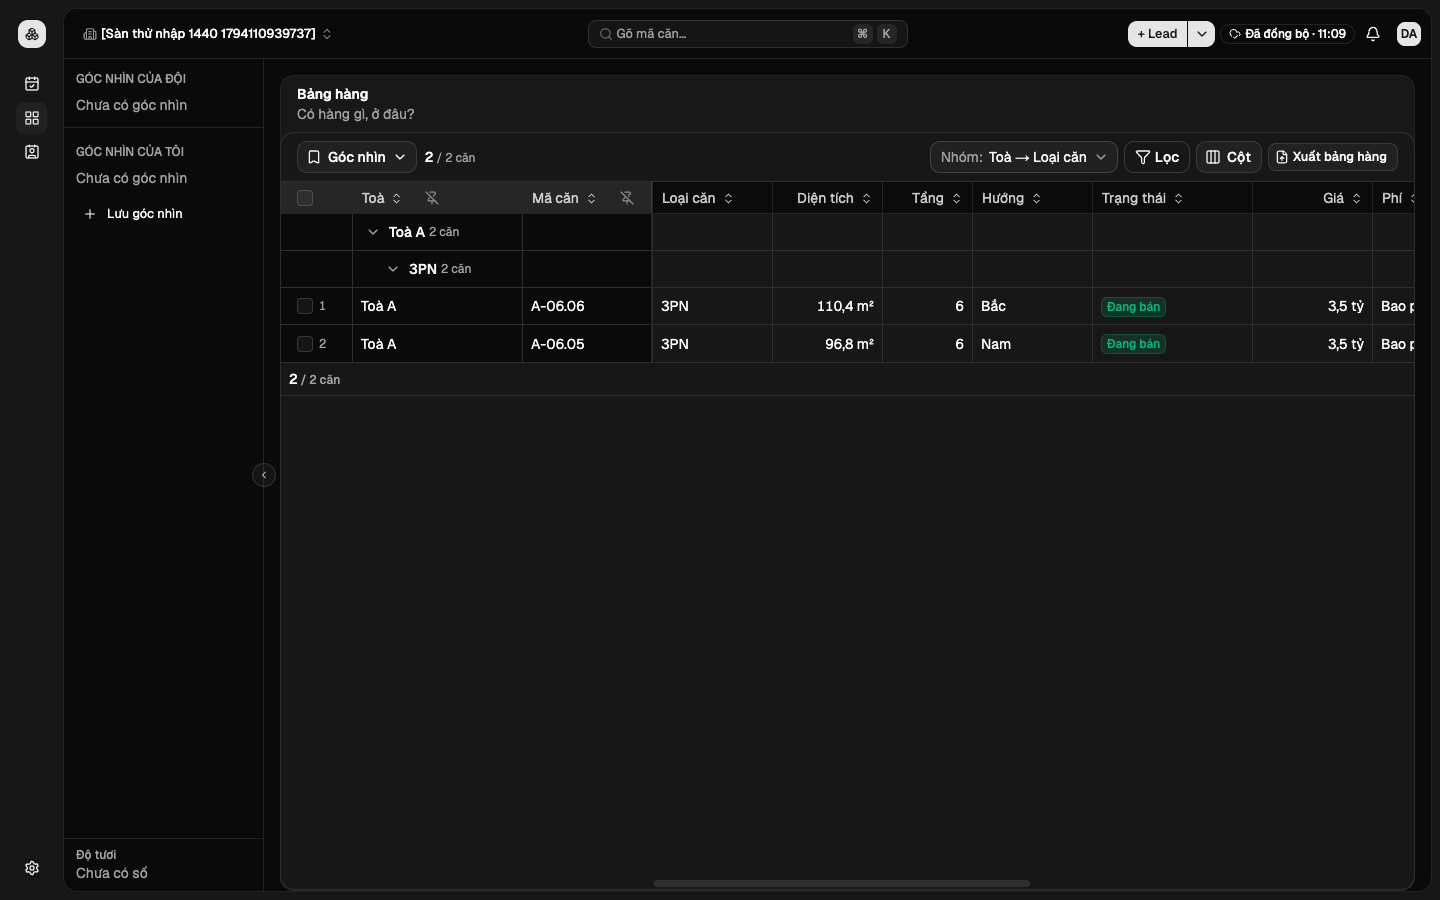 [Sàn thử nhập 1440 1794110939737]
Gõ mã căn...
⌘ K
+ Lead
Đã đồng bộ · 11:09
DA
GÓC NHÌN CỦA ĐỘI
Chưa có góc nhìn
GÓC NHÌN CỦA TÔI
Chưa có góc nhìn
Lưu góc nhìn
Độ tươi
Chưa có số
Bảng hàng
Có hàng gì, ở đâu?
Góc nhìn
2 / 2 căn
Nhóm: Toà → Loại căn
Lọc
Cột
Xuất bảng hàng
Toà Mã căn Loại căn Diện tích Tầng Hướng Trạng thái Giá Phí
Toà A 2 căn
3PN 2 căn
1 Toà A A-06.06 3PN 110,4 m² 6 Bắc Đang bán 3,5 tỷ Bao
2 Toà A A-06.05 3PN 96,8 m² 6 Nam Đang bán 3,5 tỷ Bao
2 / 2 căn